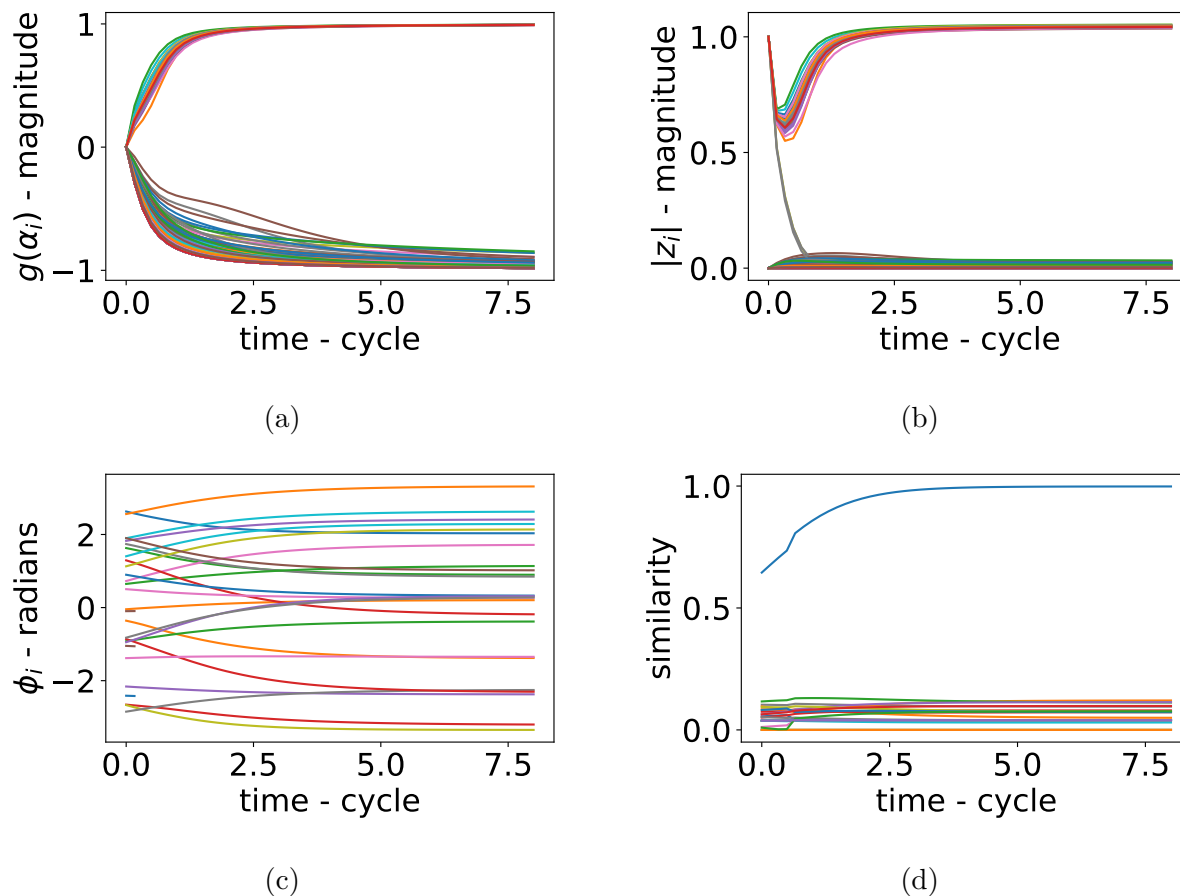 g(αᵢ) - magnitude
1
0
−1
0.0 2.5 5.0 7.5
time - cycle
(a)
|zᵢ| - magnitude
1.0
0.5
0.0
0.0 2.5 5.0 7.5
time - cycle
(b)
ϕᵢ - radians
2
0
−2
0.0 2.5 5.0 7.5
time - cycle
(c)
similarity
1.0
0.5
0.0
0.0 2.5 5.0 7.5
time - cycle
(d)